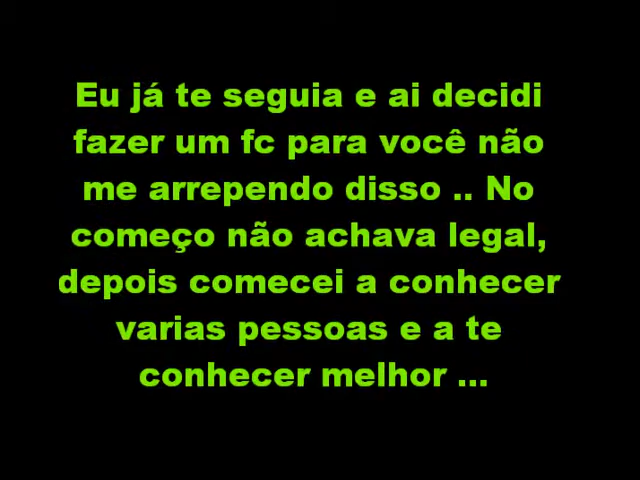 Eu já te seguia e ai decidi
fazer um fc para você não
me arrependo disso .. No
começo não achava legal,
depois comecei a conhecer
varias pessoas e a te
conhecer melhor ...